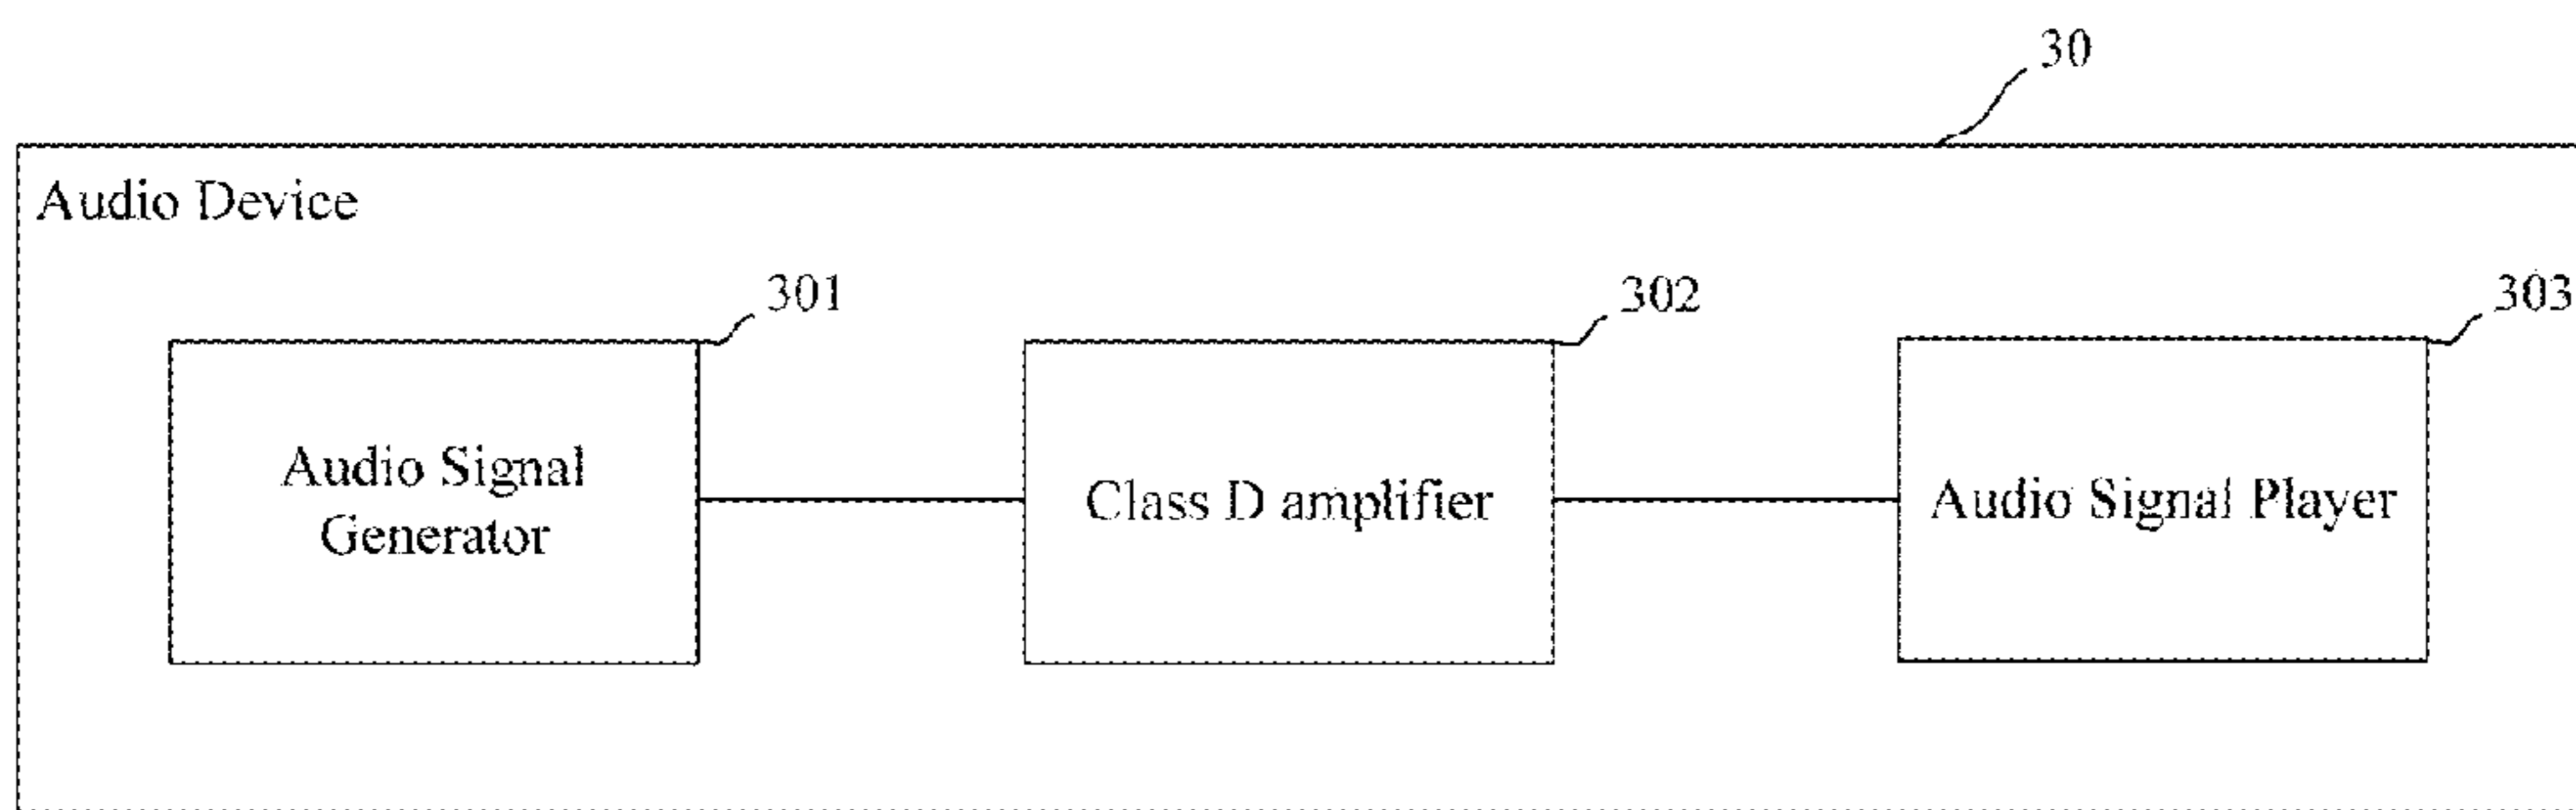 30
Audio Device
301
302
303
Audio Signal
Generator
Class D amplifier
Audio Signal Player